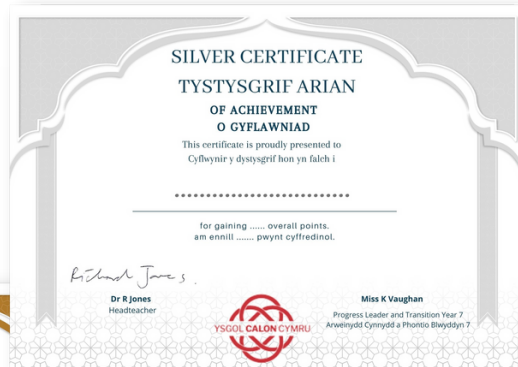 SILVER CERTIFICATE
TYSTYSGRIF ARIAN
OF ACHIEVEMENT
O GYFLAWNIAD
This certificate is proudly presented to
Cyflwynir y dystysgrif hon yn falch i
..............................
for gaining ...... overall points.
am ennill ....... pwynt cyffredinol.
Richard Jones.
Dr R Jones
Headteacher
YSGOL CALON CYMRU
Miss K Vaughan
Progress Leader and Transition Year 7
Arweinydd Cynnydd a Phontio Blwyddyn 7